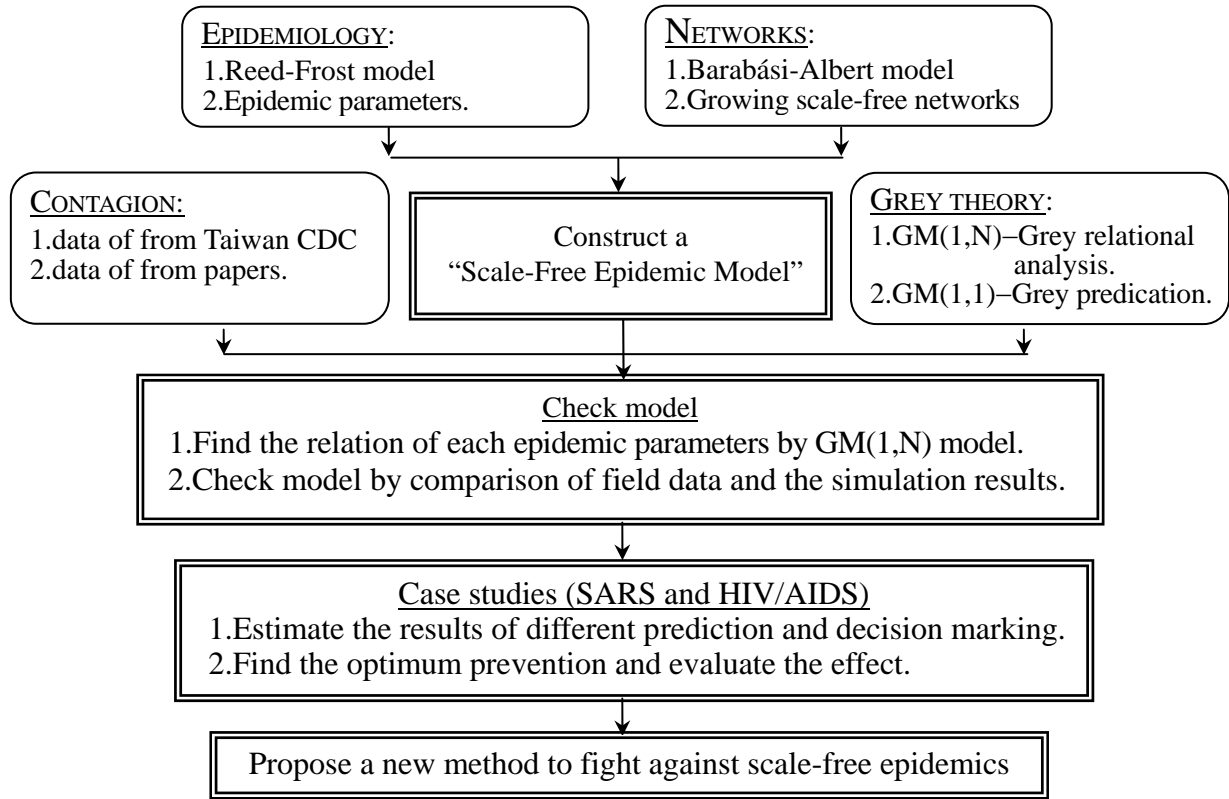 EPIDEMIOLOGY:
1.Reed-Frost model
2.Epidemic parameters.
NETWORKS:
1.Barabási-Albert model
2.Growing scale-free networks
CONTAGION:
1.data of from Taiwan CDC
2.data of from papers.
Construct a
“Scale-Free Epidemic Model”
GREY THEORY:
1.GM(1,N)−Grey relational
analysis.
2.GM(1,1)−Grey predication.
Check model
1.Find the relation of each epidemic parameters by GM(1,N) model.
2.Check model by comparison of field data and the simulation results.
Case studies (SARS and HIV/AIDS)
1.Estimate the results of different prediction and decision marking.
2.Find the optimum prevention and evaluate the effect.
Propose a new method to fight against scale-free epidemics